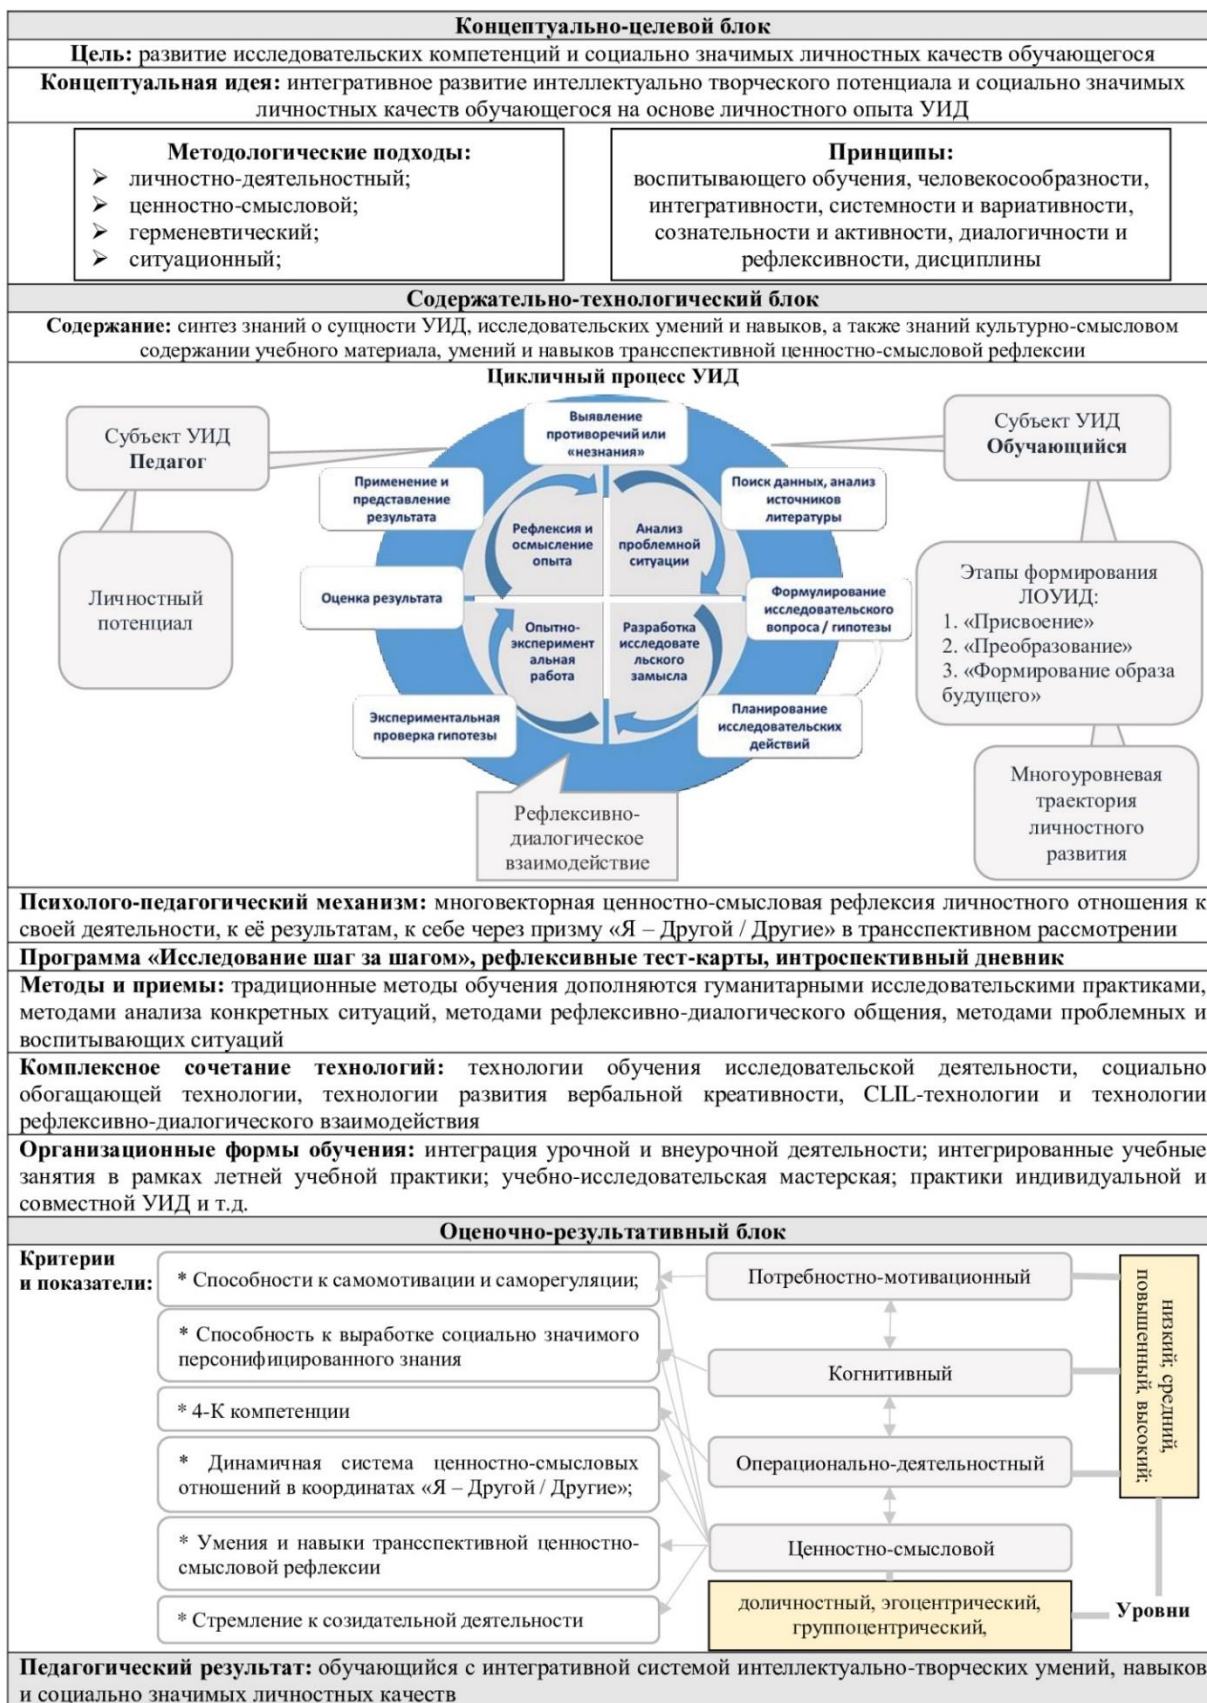 Концептуально-целевой блок
Цель: развитие исследовательских компетенций и социально значимых личностных качеств обучающегося
Концептуальная идея: интегративное развитие интеллектуально творческого потенциала и социально значимых
личностных качеств обучающегося на основе личностного опыта УИД
Методологические подходы:
➢ личностно-деятельностный;
➢ ценностно-смысловой;
➢ герменевтический;
➢ ситуационный;
Принципы:
воспитывающего обучения, человекосообразности,
интегративности, системности и вариативности,
сознательности и активности, диалогичности и
рефлексивности, дисциплины
Содержательно-технологический блок
Содержание: синтез знаний о сущности УИД, исследовательских умений и навыков, а также знаний культурно-смысловом
содержании учебного материала, умений и навыков трансспективной ценностно-смысловой рефлексии
Цикличный процесс УИД
Субъект УИД
Педагог
Личностный
потенциал
Выявление
противоречий или
«незнания»
Поиск данных, анализ
источников
литературы
Формулирование
исследовательского
вопроса / гипотезы
Планирование
исследовательских
действий
Экспериментальная
проверка гипотезы
Оценка результата
Применение и
представление
результата
Рефлексия и
осмысление
опыта
Анализ
проблемной
ситуации
Опытно-
эксперимент
альная
работа
Разработка
исследовате
льского
замысла
Рефлексивно-
диалогическое
взаимодействие
Субъект УИД
Обучающийся
Этапы формирования
ЛОУИД:
1. «Присвоение»
2. «Преобразование»
3. «Формирование образа
будущего»
Многоуровневая
траектория
личностного
развития
Психолого-педагогический механизм: многовекторная ценностно-смысловая рефлексия личностного отношения к
своей деятельности, к её результатам, к себе через призму «Я – Другой / Другие» в трансспективном рассмотрении
Программа «Исследование шаг за шагом», рефлексивные тест-карты, интроспективный дневник
Методы и приемы: традиционные методы обучения дополняются гуманитарными исследовательскими практиками,
методами анализа конкретных ситуаций, методами рефлексивно-диалогического общения, методами проблемных и
воспитывающих ситуаций
Комплексное сочетание технологий: технологии обучения исследовательской деятельности, социально
обогащающей технологии, технологии развития вербальной креативности, CLIL-технологии и технологии
рефлексивно-диалогического взаимодействия
Организационные формы обучения: интеграция урочной и внеурочной деятельности; интегрированные учебные
занятия в рамках летней учебной практики; учебно-исследовательская мастерская; практики индивидуальной и
совместной УИД и т.д.
Оценочно-результативный блок
Критерии
и показатели:
* Способности к самомотивации и саморегуляции;
* Способность к выработке социально значимого
персонифицированного знания
* 4-К компетенции
* Динамичная система ценностно-смысловых
отношений в координатах «Я – Другой / Другие»;
* Умения и навыки трансспективной ценностно-
смысловой рефлексии
* Стремление к созидательной деятельности
Потребностно-мотивационный
Когнитивный
Операционально-деятельностный
Ценностно-смысловой
доличностный, эгоцентрический,
группоцентрический,
низкий; средний,
повышенный, высокий;
Уровни
Педагогический результат: обучающийся с интегративной системой интеллектуально-творческих умений, навыков
и социально значимых личностных качеств